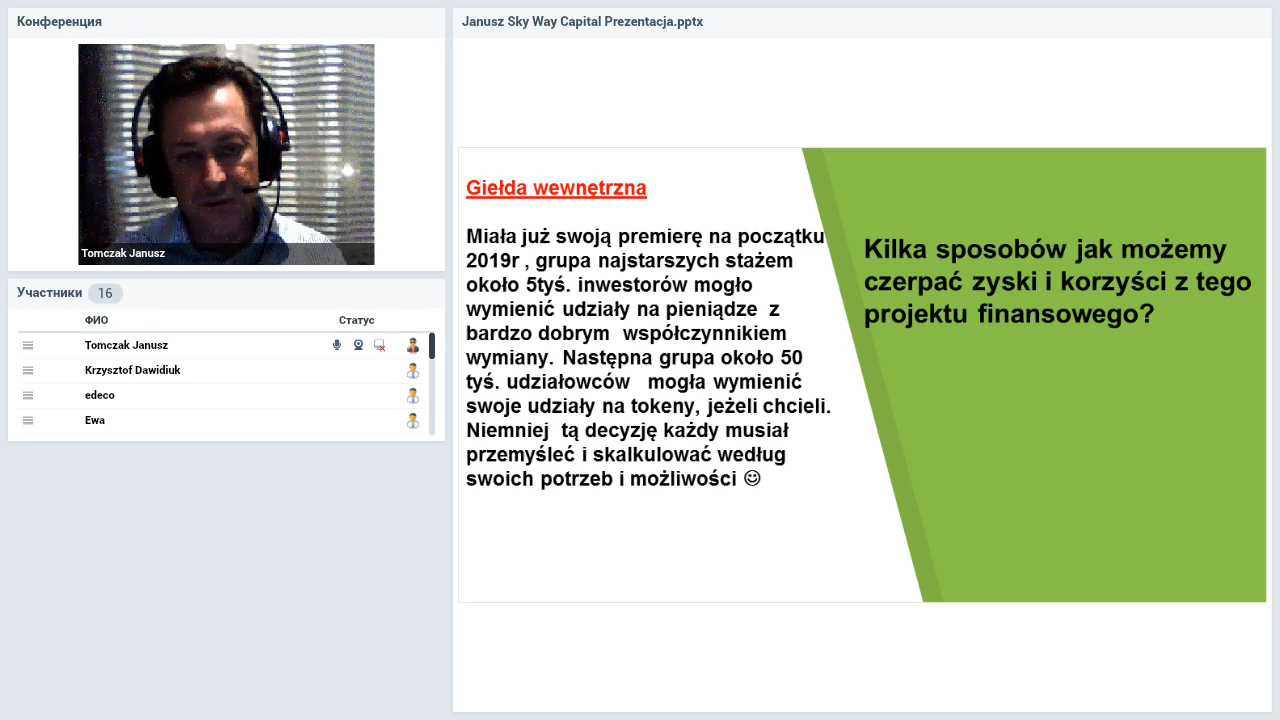 Конференция
Tomczak Janusz
Участники 16
ФИО Статус
Tomczak Janusz
Krzysztof Dawidiuk
edeco
Ewa
Janusz Sky Way Capital Prezentacja.pptx
Giełda wewnętrzna
Miała już swoją premierę na początku
2019r , grupa najstarszych stażem
około 5tyś. inwestorów mogło
wymienić udziały na pieniądze z
bardzo dobrym współczynnikiem
wymiany. Następna grupa około 50
tyś. udziałowców mogła wymienić
swoje udziały na tokeny, jeżeli chcieli.
Niemniej tą decyzję każdy musiał
przemyśleć i skalkulować według
swoich potrzeb i możliwości ☺
Kilka sposobów jak możemy
czerpać zyski i korzyści z tego
projektu finansowego?